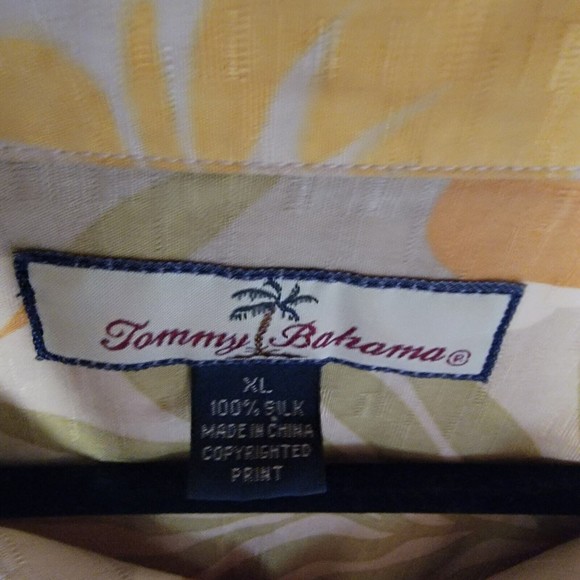 Tommy Bahama®
XL
100% SILK
MADE IN CHINA
COPYRIGHTED
PRINT